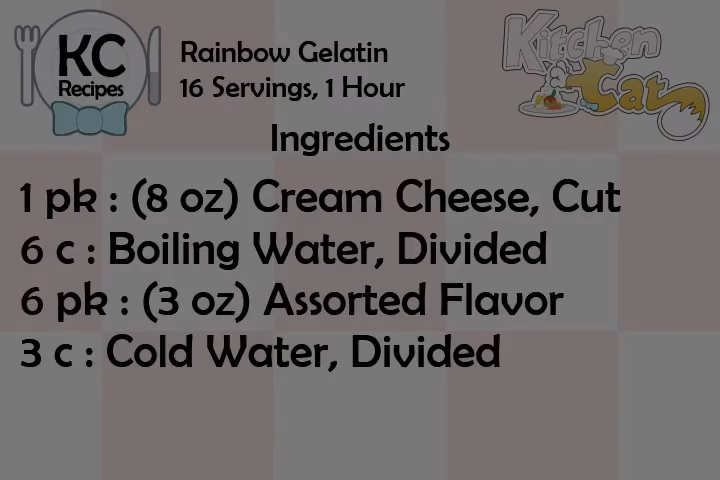 KC
Recipes
Rainbow Gelatin
16 Servings, 1 Hour
Kitchen
Cat
Ingredients
1 pk : (8 oz) Cream Cheese, Cut
6 c : Boiling Water, Divided
6 pk : (3 oz) Assorted Flavor
3 c : Cold Water, Divided